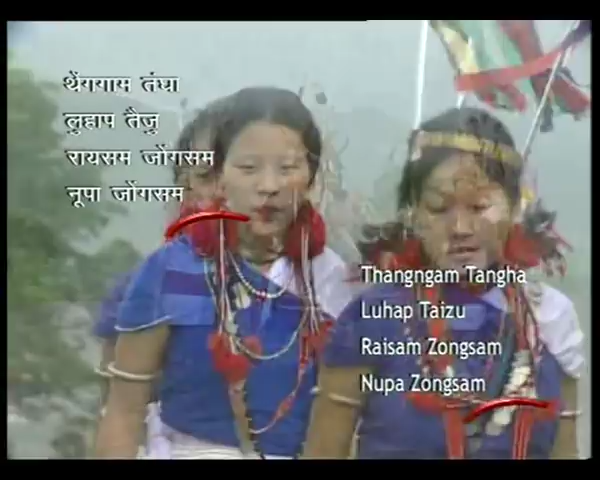 थेंगगाम तंघा
लुहाप तैजु
रायसम जोंगसम
नूपा जोंगसम
Thangngam Tangha
Luhap Taizu
Raisam Zongsam
Nupa Zongsam